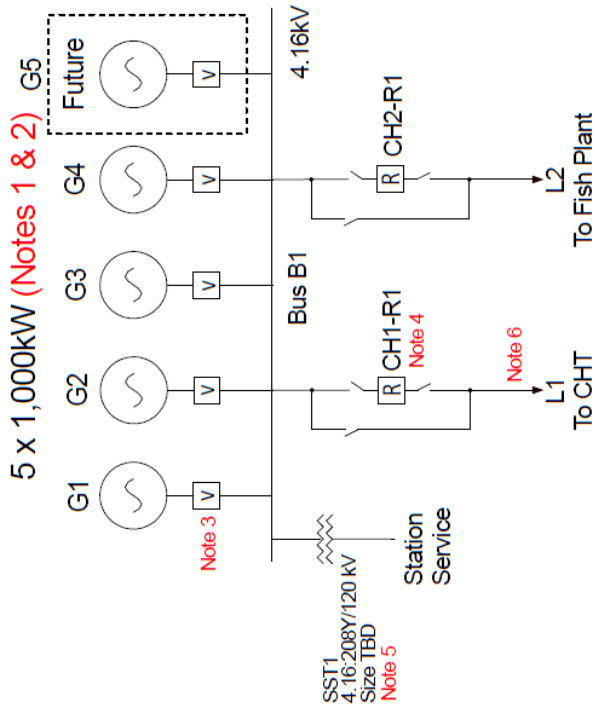 5 x 1,000kW (Notes 1 & 2)
G1
G2
G3
G4
G5
Future
V
V
V
V
V
Note 3
Bus B1
4.16kV
SST1
4.16:208Y/120 kV
Size TBD
Note 5
Station
Service
R
CH1-R1
Note 4
Note 6
L1
To CHT
R
CH2-R1
L2
To Fish Plant